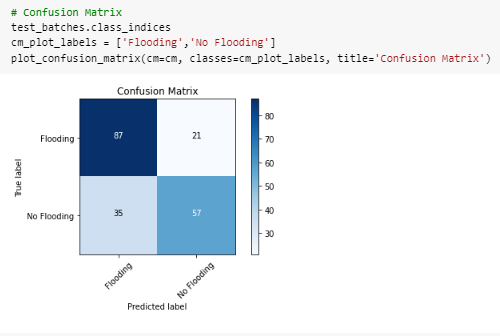 # Confusion Matrix
test_batches.class_indices
cm_plot_labels = ['Flooding','No Flooding']
plot_confusion_matrix(cm=cm, classes=cm_plot_labels, title='Confusion Matrix')
Confusion Matrix
True label
Flooding
87
21
No Flooding
35
57
Flooding
No Flooding
Predicted label
80
70
60
50
40
30